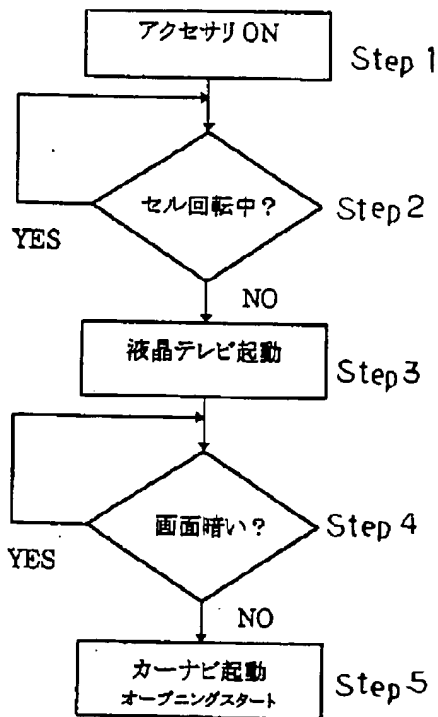 アクセサリON
Step 1
セル回転中?
Step 2
YES
NO
液晶テレビ起動
Step 3
画面暗い?
Step 4
YES
NO
カーナビ起動
オープニングスタート
Step 5